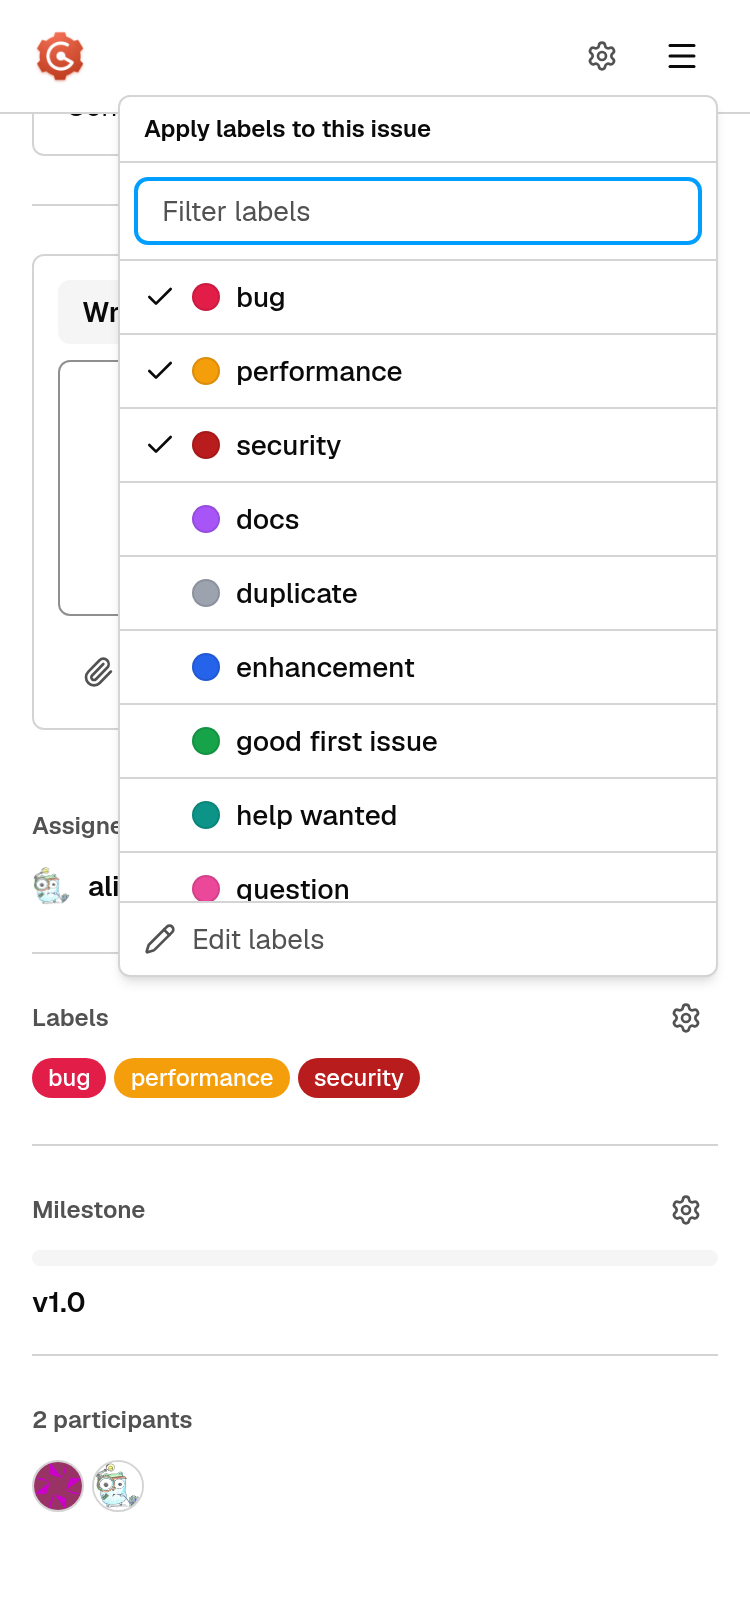 Apply labels to this issue
Filter labels
bug
performance
security
docs
duplicate
enhancement
good first issue
help wanted
question
Edit labels
Labels
bug performance security
Milestone
v1.0
2 participants